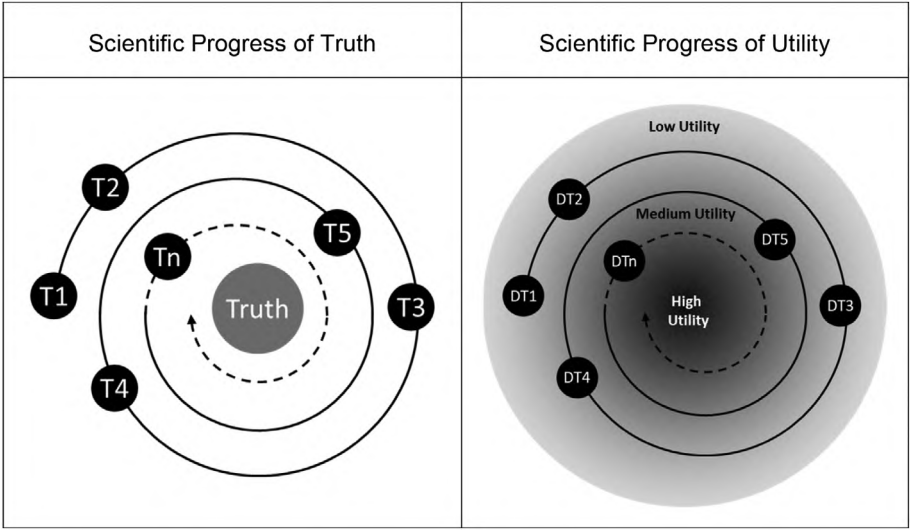 Scientific Progress of Truth
T2
T5
Tn
T1
Truth
T3
T4
Scientific Progress of Utility
Low Utility
DT2
Medium Utility
DT5
DTn
DT1
High
Utility
DT3
DT4